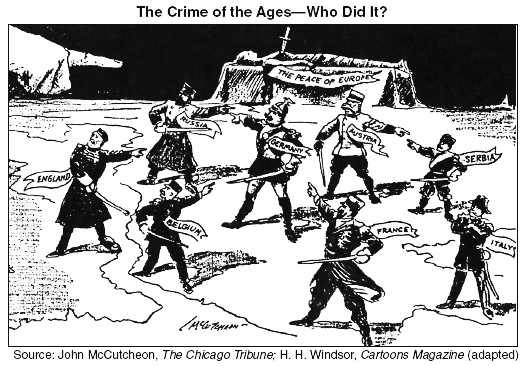 The Crime of the Ages—Who Did It?
THE PEACE OF EUROPE
RUSSIA
GERMANY
AUSTRIA
SERBIA
ENGLAND
BELGIUM
FRANCE
ITALY
McCutcheon
Source: John McCutcheon, The Chicago Tribune; H. H. Windsor, Cartoons Magazine (adapted)